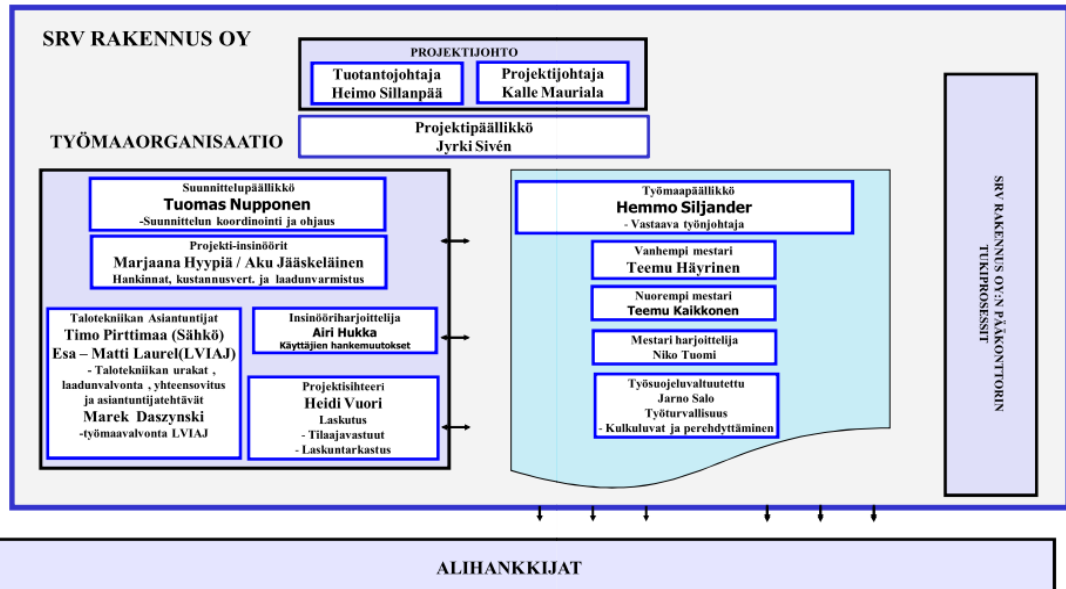 SRV RAKENNUS OY
PROJEKTIJOHTO
Tuotantojohtaja
Heimo Sillanpää
Projektijohtaja
Kalle Mauriala
TYÖMAAORGANISAATIO
Projektipäällikkö
Jyrki Sivén
Suunnittelupäällikkö
Tuomas Nupponen
-Suunnittelun koordinointi ja ohjaus
Projekti-insinöörit
Marjaana Hyypiä / Aku Jääskeläinen
Hankinnat, kustannusvert. ja laadunvarmistus
Talotekniikan Asiantuntijat
Timo Pirttimaa (Sähkö)
Esa – Matti Laurel(LVIAJ)
- Talotekniikan urakat ,
laadunvalvonta , yhteensovitus
ja asiantuntijatehtävät
Marek Daszynski
-työmaavalvonta LVIAJ
Insinööriharjoittelija
Airi Hukka
Käyttäjien hankemuutokset
Projektisihteeri
Heidi Vuori
Laskutus
- Tilaajavastuut
- Laskuntarkastus
Työmaapäällikkö
Hemmo Siljander
- Vastaava työnjohtaja
Vanhempi mestari
Teemu Häyrinen
Nuorempi mestari
Teemu Kaikkonen
Mestari harjoittelija
Niko Tuomi
Työsuojeluvaltuutettu
Jarno Salo
Työturvallisuus
- Kulkuluvat ja perehdyttäminen
SRV RAKENNUS OY:N PÄÄKONTTORIN
TUKIPROSESSIT
ALIHANKKIJAT